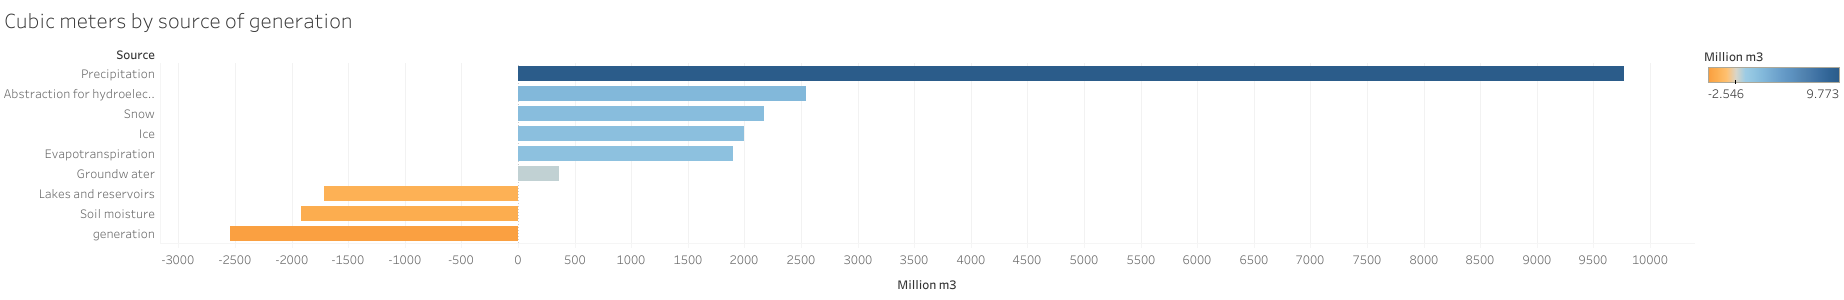 Cubic meters by source of generation
Source
Precipitation
Abstraction for hydroelec..
Snow
Ice
Evapotranspiration
Groundw ater
Lakes and reservoirs
Soil moisture
generation
-3000 -2500 -2000 -1500 -1000 -500 0 500 1000 1500 2000 2500 3000 3500 4000 4500 5000 5500 6000 6500 7000 7500 8000 8500 9000 9500 10000
Million m3
Million m3
-2.546 9.773